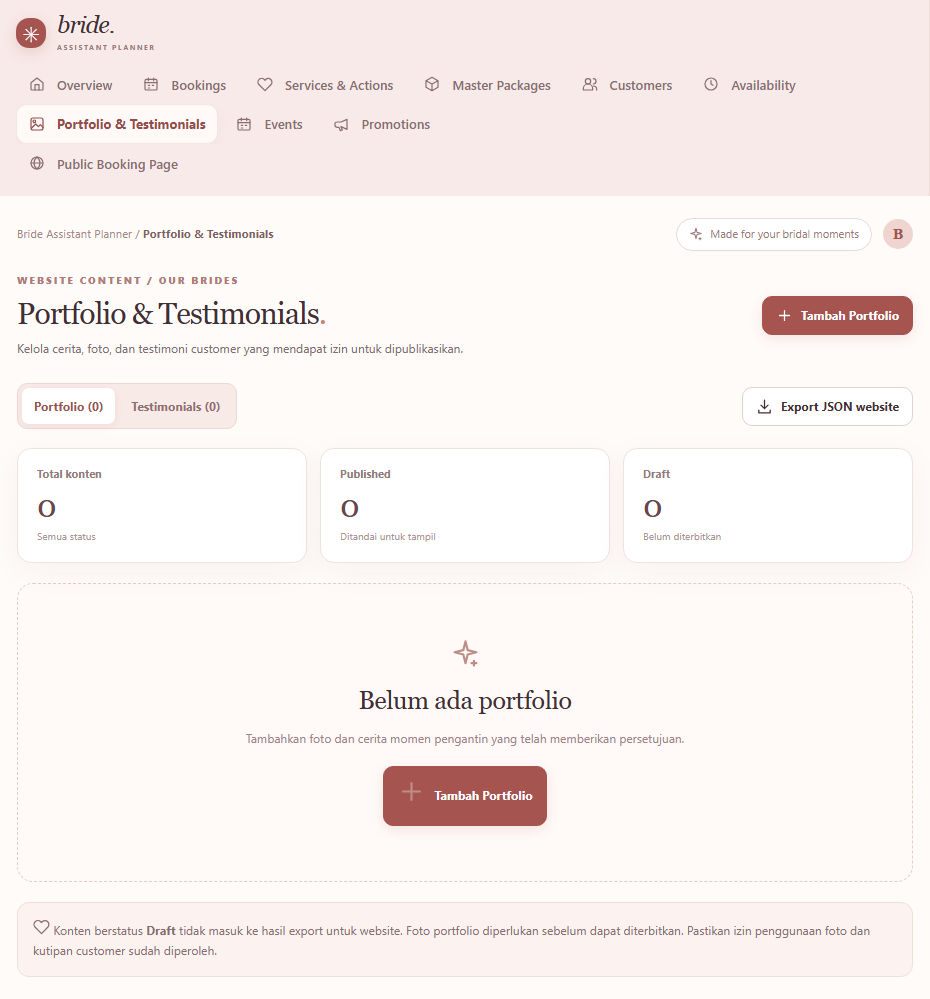 bride.
ASSISTANT PLANNER
Overview
Bookings
Services & Actions
Master Packages
Customers
Availability
Portfolio & Testimonials
Events
Promotions
Public Booking Page
Bride Assistant Planner / Portfolio & Testimonials
Made for your bridal moments
B
WEBSITE CONTENT / OUR BRIDES
Portfolio & Testimonials.
Tambah Portfolio
Kelola cerita, foto, dan testimoni customer yang mendapat izin untuk dipublikasikan.
Portfolio (0)
Testimonials (0)
Export JSON website
Total konten
0
Semua status
Published
0
Ditandai untuk tampil
Draft
0
Belum diterbitkan
Belum ada portfolio
Tambahkan foto dan cerita momen pengantin yang telah memberikan persetujuan.
Tambah Portfolio
Konten berstatus Draft tidak masuk ke hasil export untuk website. Foto portfolio diperlukan sebelum dapat diterbitkan. Pastikan izin penggunaan foto dan
kutipan customer sudah diperoleh.